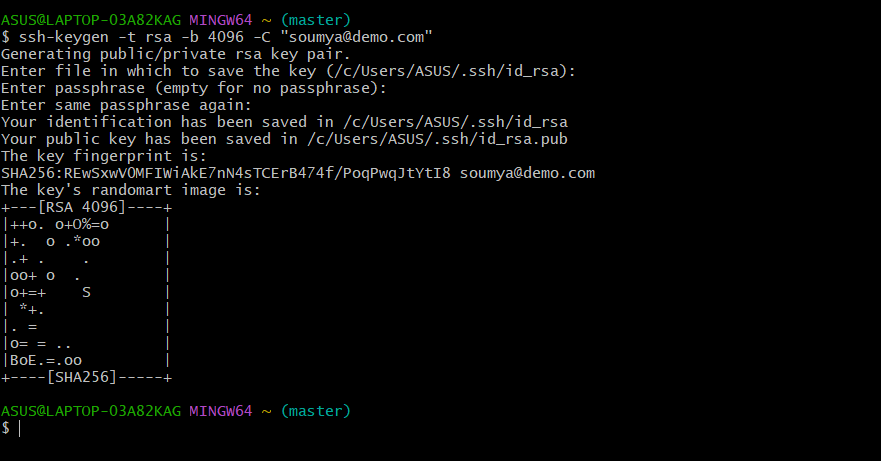 ASUS@LAPTOP-O3A82KAG MINGW64 ~ (master)
$ ssh-keygen -t rsa -b 4096 -C "soumya@demo.com"
Generating public/private rsa key pair.
Enter file in which to save the key (/c/Users/ASUS/.ssh/id_rsa):
Enter passphrase (empty for no passphrase):
Enter same passphrase again:
Your identification has been saved in /c/Users/ASUS/.ssh/id_rsa
Your public key has been saved in /c/Users/ASUS/.ssh/id_rsa.pub
The key fingerprint is:
SHA256:REwSxwVOMFIWiAkE7nN4sTCErB474f/PoqPwqJtYtI8 soumya@demo.com
The key's randomart image is:
+---[RSA 4096]----+
|++o. o+O%=o      |
|+.  o .*oo       |
|.+ .    .        |
|oo+ o  .         |
|o+=+    S        |
| *+.             |
|. =              |
|o= = ..          |
|BoE.=.oo         |
+----[SHA256]-----+
ASUS@LAPTOP-O3A82KAG MINGW64 ~ (master)
$